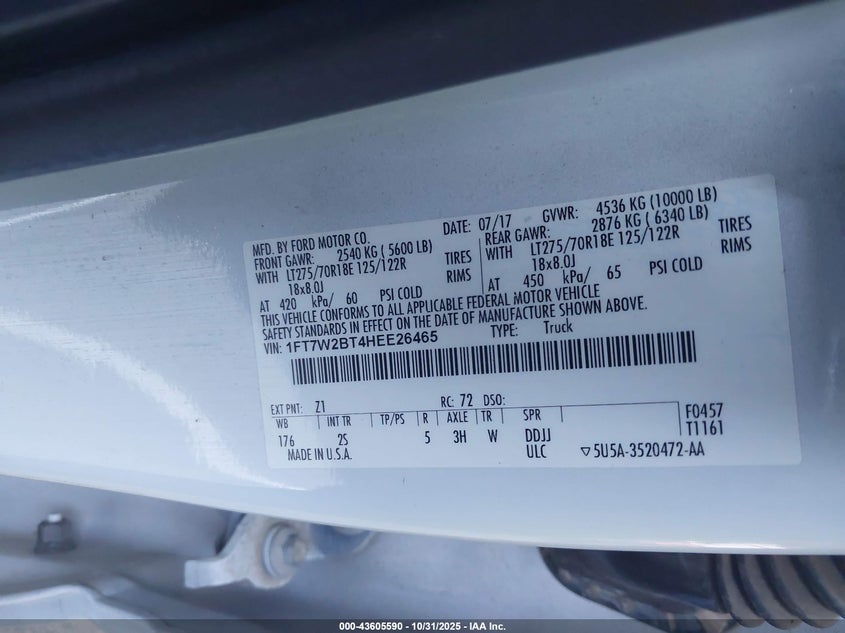 MFD. BY FORD MOTOR CO. DATE: 07/17 GVWR: 4536 KG (10000 LB)
FRONT GAWR: 2540 KG ( 5600 LB) REAR GAWR: 2876 KG ( 6340 LB)
WITH LT275/70R18E 125/122R TIRES WITH LT275/70R18E 125/122R TIRES
18x8.0J RIMS 18x8.0J RIMS
AT 420 kPa/ 60 PSI COLD AT 450 kPa/ 65 PSI COLD
THIS VEHICLE CONFORMS TO ALL APPLICABLE FEDERAL MOTOR VEHICLE
SAFETY STANDARDS IN EFFECT ON THE DATE OF MANUFACTURE SHOWN ABOVE.
VIN: 1FT7W2BT4HEE26465 TYPE: Truck
EXT PNT: Z1 RC: 72 DSO:
WB INT TR TP/PS R AXLE TR SPR F0457
176 2S 5 3H W DDJJ T1161
MADE IN U.S.A. ULC ▽5U5A-3520472-AA
000-43605590 - 10/31/2025 - IAA Inc.